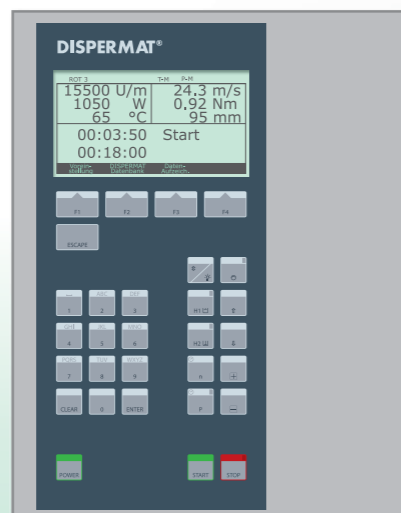 DISPERMAT®
ROT 3 T-M P-M
15500 U/m 24.3 m/s
1050 W 0,92 Nm
65 °C 95 mm
00:03:50 Start
00:18:00
Vorein- DISPERMAT Daten-
stellung Datenbank Aufzeich.
F1 F2 F3 F4
ESCAPE
ABC DEF
1 2 3 H1
GHI JKL MNO
4 5 6 H2
PQRS TUV WXYZ
7 8 9 n
CLEAR 0 ENTER P
POWER START STOP